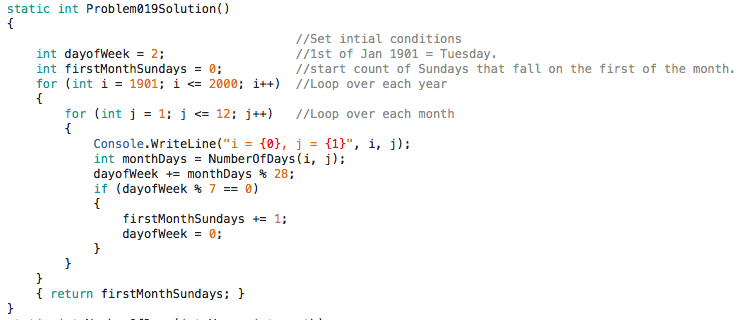 static int Problem019Solution()
{
//Set intial conditions
int dayofWeek = 2; //1st of Jan 1901 = Tuesday.
int firstMonthSundays = 0; //start count of Sundays that fall on the first of the month.
for (int i = 1901; i <= 2000; i++) //Loop over each year
{
for (int j = 1; j <= 12; j++) //Loop over each month
{
Console.WriteLine("i = {0}, j = {1}", i, j);
int monthDays = NumberOfDays(i, j);
dayofWeek += monthDays % 28;
if (dayofWeek % 7 == 0)
{
firstMonthSundays += 1;
dayofWeek = 0;
}
}
}
{ return firstMonthSundays; }
}